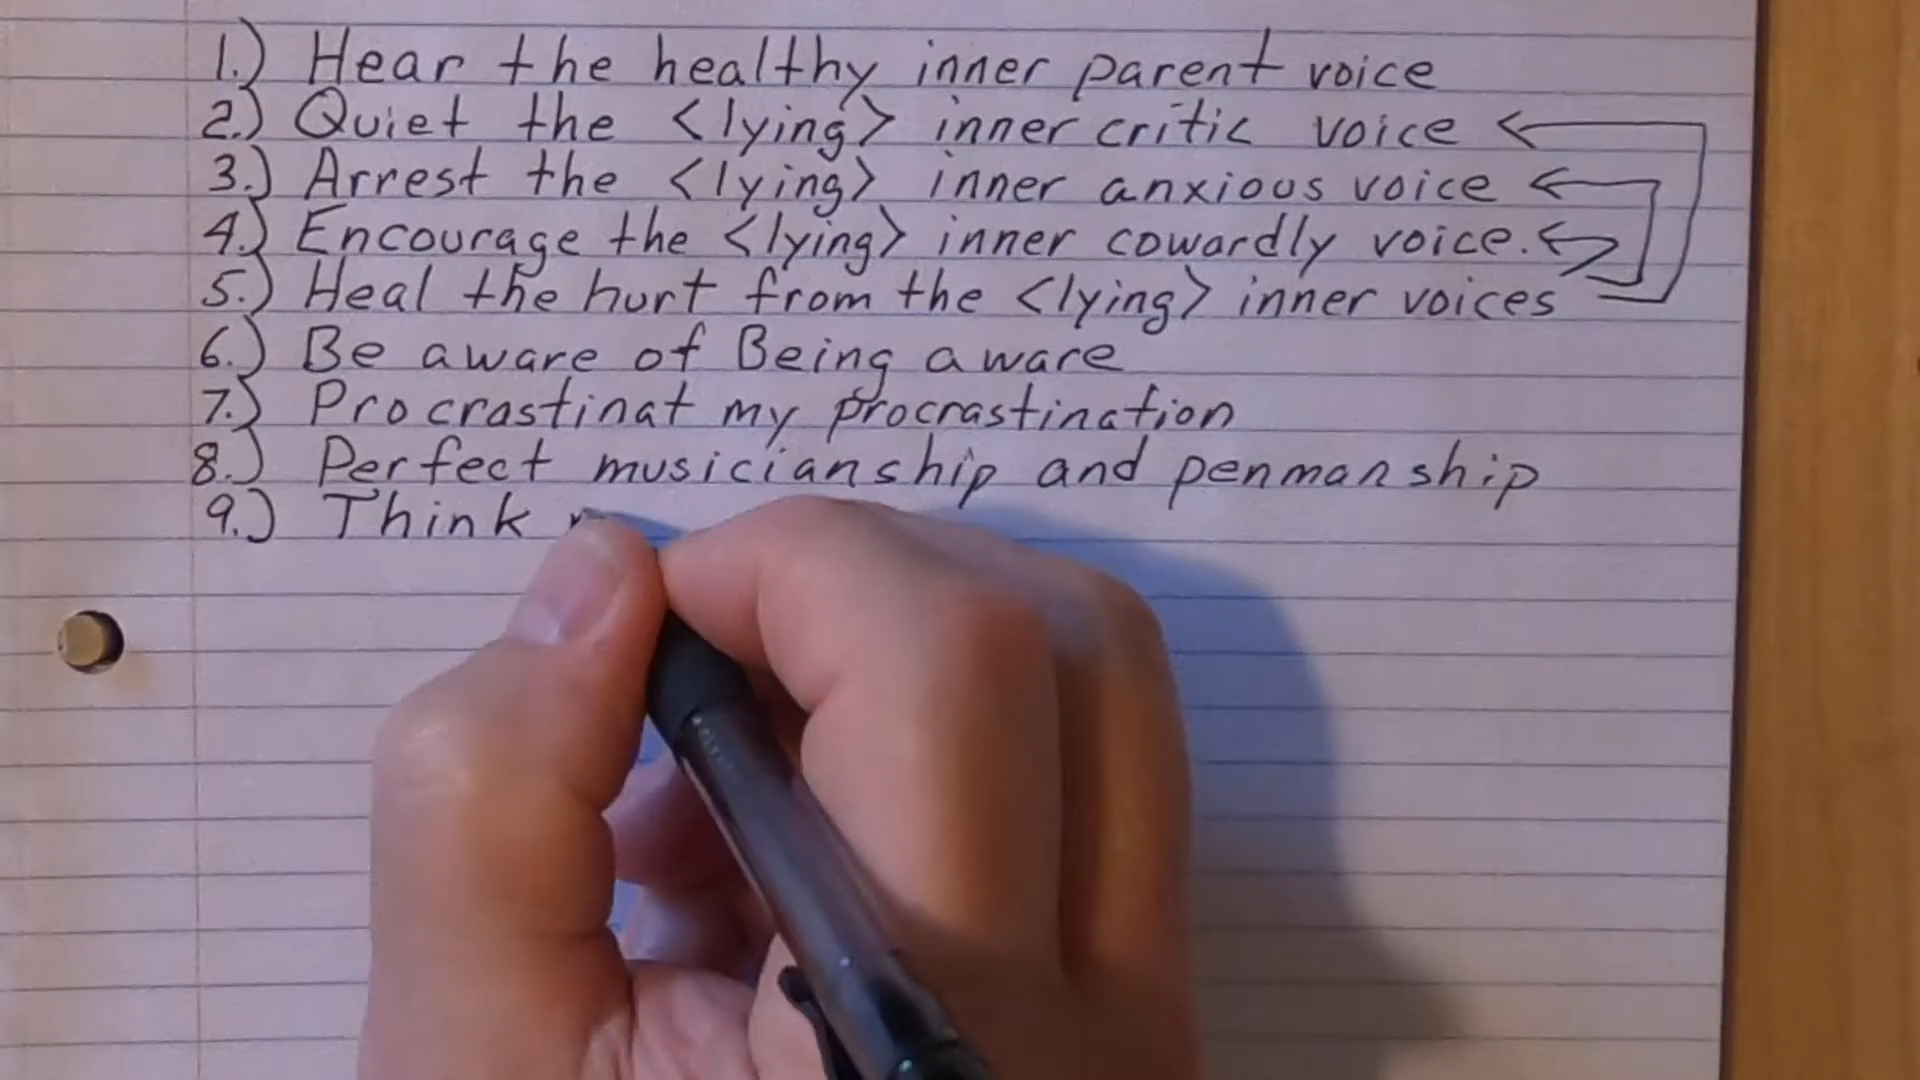 1.) Hear the healthy inner parent voice
2.) Quiet the <lying> inner critic voice
3.) Arrest the <lying> inner anxious voice
4.) Encourage the <lying> inner cowardly voice.
5.) Heal the hurt from the <lying> inner voices
6.) Be aware of Being aware
7.) Procrastinat my procrastination
8.) Perfect musicianship and penmanship
9.) Think